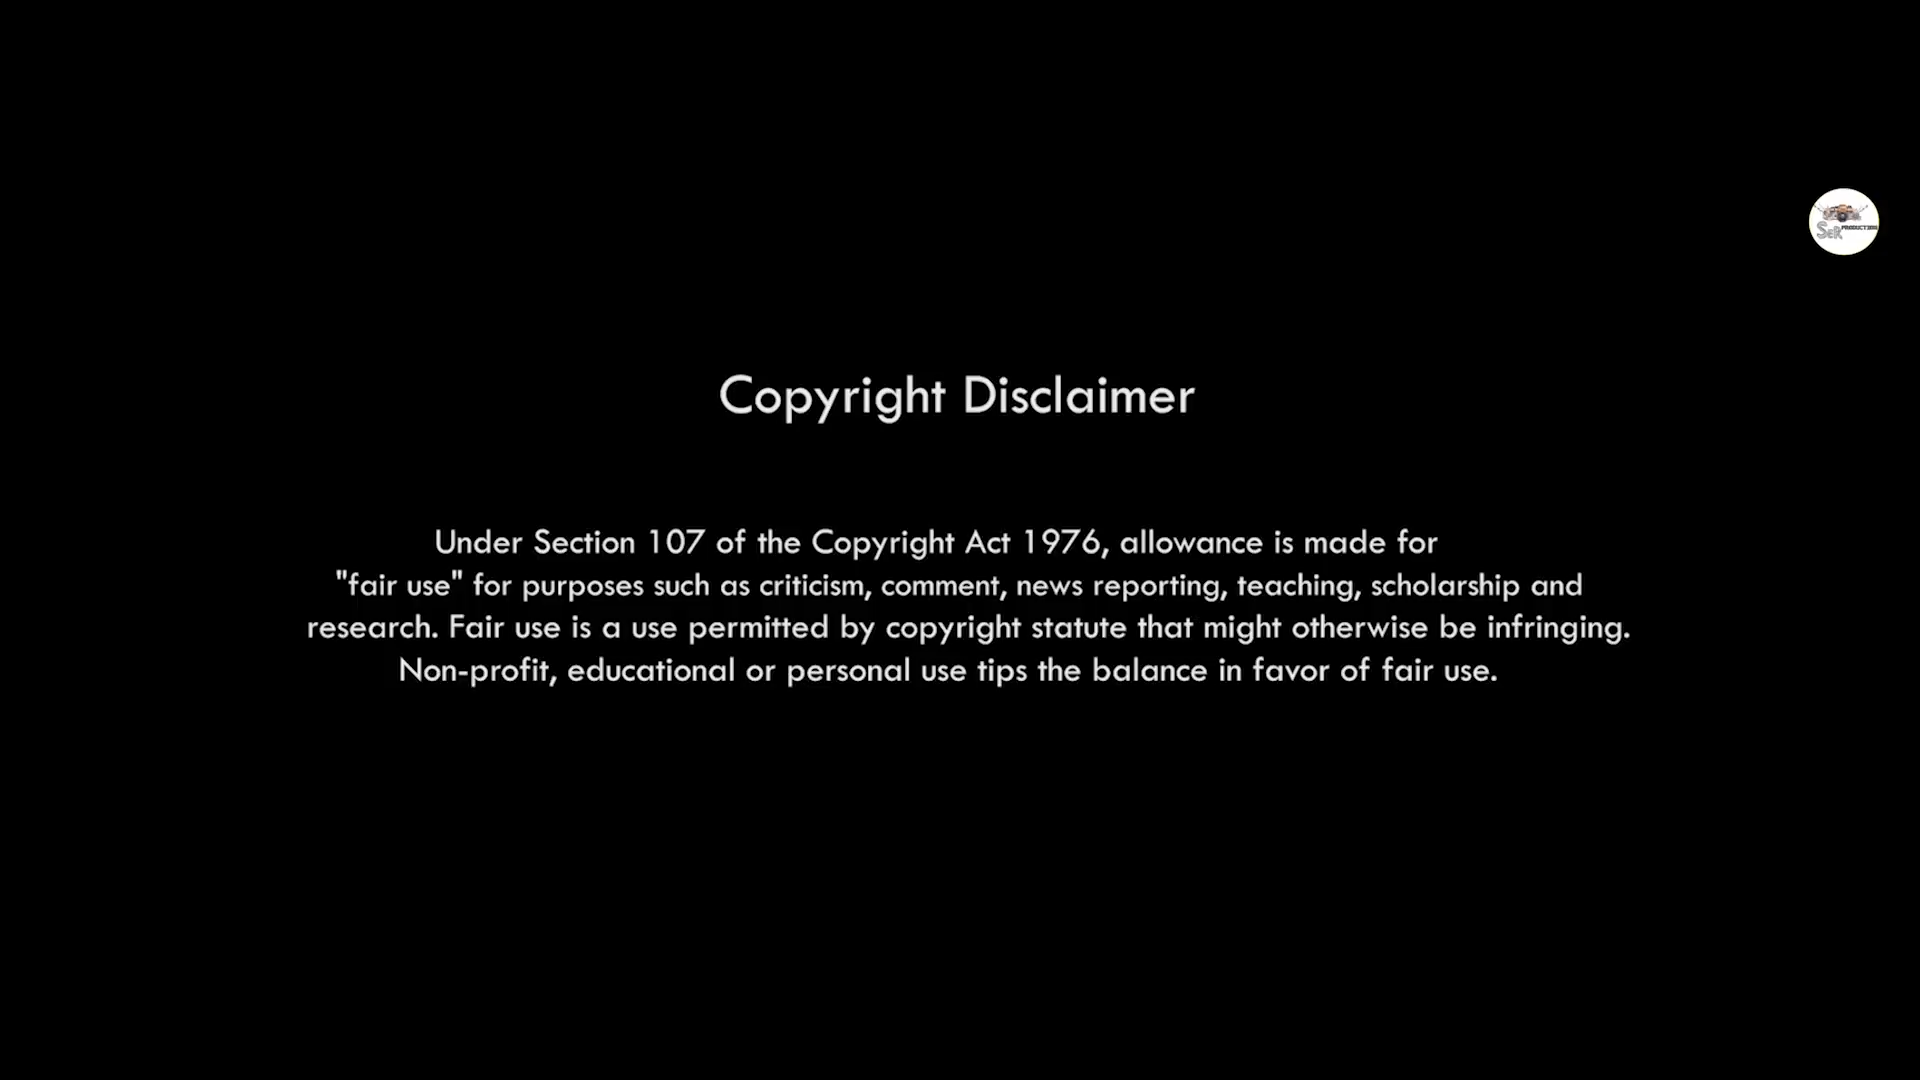 Copyright Disclaimer
Under Section 107 of the Copyright Act 1976, allowance is made for
"fair use" for purposes such as criticism, comment, news reporting, teaching, scholarship and
research. Fair use is a use permitted by copyright statute that might otherwise be infringing.
Non-profit, educational or personal use tips the balance in favor of fair use.
SeR PRODUCTION